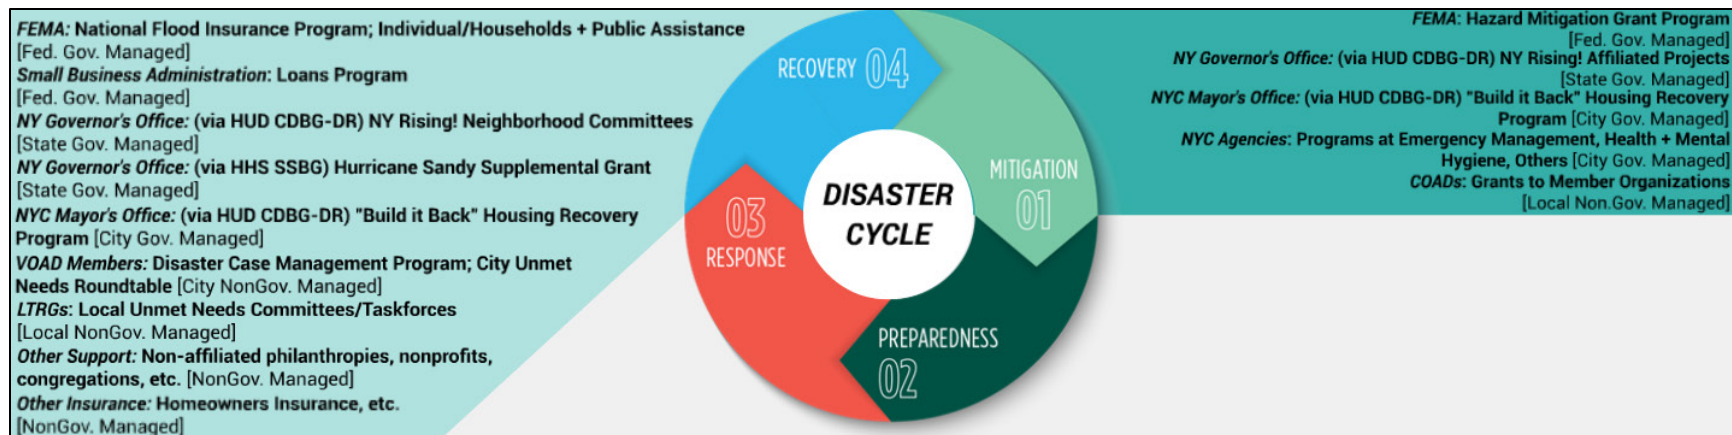 FEMA: National Flood Insurance Program; Individual/Households + Public Assistance
[Fed. Gov. Managed]
Small Business Administration: Loans Program
[Fed. Gov. Managed]
NY Governor's Office: (via HUD CDBG-DR) NY Rising! Neighborhood Committees
[State Gov. Managed]
NY Governor's Office: (via HHS SSBG) Hurricane Sandy Supplemental Grant
[State Gov. Managed]
NYC Mayor's Office: (via HUD CDBG-DR) "Build it Back" Housing Recovery
Program [City Gov. Managed]
VOAD Members: Disaster Case Management Program; City Unmet
Needs Roundtable [City NonGov. Managed]
LTRGs: Local Unmet Needs Committees/Taskforces
[Local NonGov. Managed]
Other Support: Non-affiliated philanthropies, nonprofits,
congregations, etc. [NonGov. Managed]
Other Insurance: Homeowners Insurance, etc.
[NonGov. Managed]
RECOVERY 04
MITIGATION
01
DISASTER
CYCLE
03
RESPONSE
PREPAREDNESS
02
FEMA: Hazard Mitigation Grant Program
[Fed. Gov. Managed]
NY Governor's Office: (via HUD CDBG-DR) NY Rising! Affiliated Projects
[State Gov. Managed]
NYC Mayor's Office: (via HUD CDBG-DR) "Build it Back" Housing Recovery
Program [City Gov. Managed]
NYC Agencies: Programs at Emergency Management, Health + Mental
Hygiene, Others [City Gov. Managed]
COADs: Grants to Member Organizations
[Local Non.Gov. Managed]